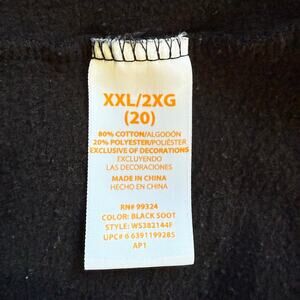 XXL/2XG
(20)
80% COTTON/ALGODÓN
20% POLYESTER/POLIÉSTER
EXCLUSIVE OF DECORATIONS
EXCLUYENDO
LAS DECORACIONES
MADE IN CHINA
HECHO EN CHINA
RN# 99324
COLOR: BLACK SOOT
STYLE: WS382144F
UPC# 6 6391199285
AP1